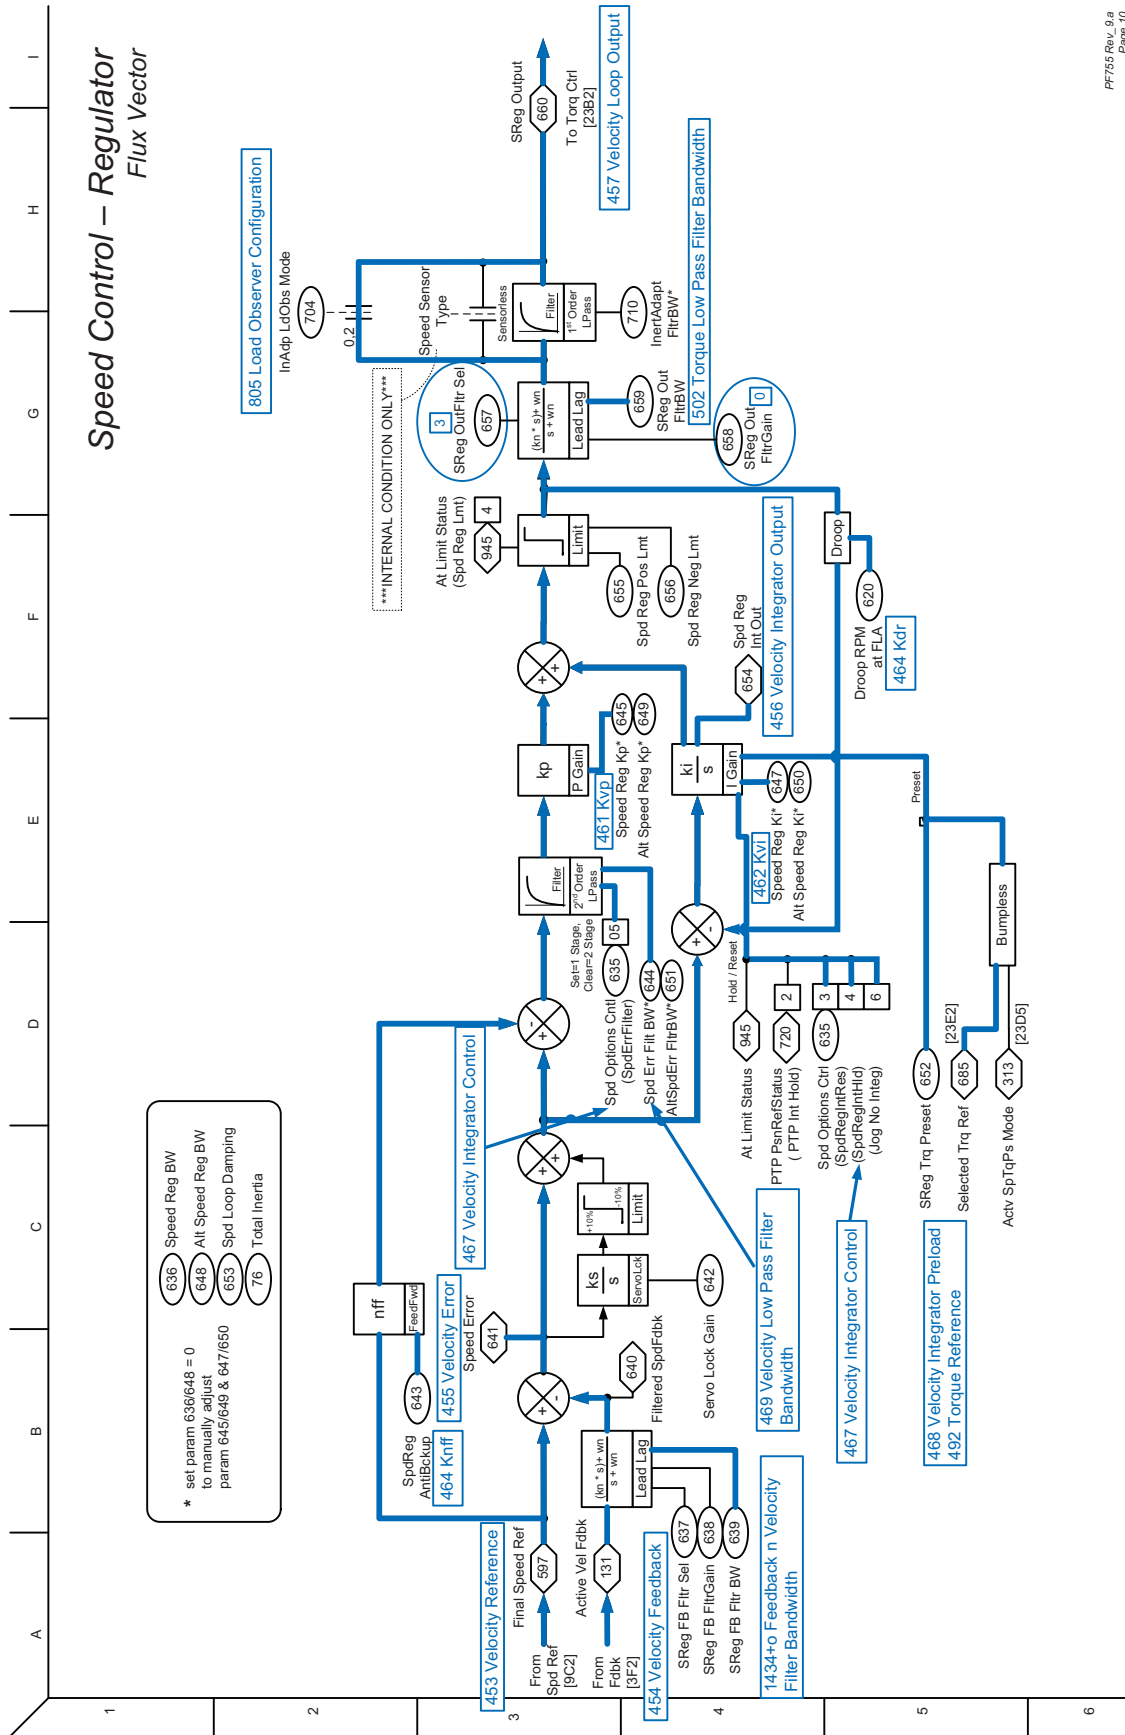 Speed Control – Regulator
Flux Vector
A
B
C
D
E
F
G
H
I
1
2
3
4
5
6
* set param 636/648 = 0
to manually adjust
param 645/649 & 647/650
636 Speed Reg BW
648 Alt Speed Reg BW
653 Spd Loop Damping
76 Total Inertia
805 Load Observer Configuration
InAdp LdObs Mode
704
0,2
***INTERNAL CONDITION ONLY***
Speed Sensor
Type
Sensorless
nff
FeedFwd
643
SpdReg
AntiBckup
464 Knff
453 Velocity Reference
Final Speed Ref
597
From
Spd Ref
[9C2]
Active Vel Fdbk
131
From
Fdbk
[3F2]
454 Velocity Feedback
(kn * s)+ wn
s + wn
Lead Lag
SReg FB Fltr Sel
637
SReg FB FltrGain
638
SReg FB Fltr BW
639
1434+o Feedback n Velocity
Filter Bandwidth
+
-
640
Filtered SpdFdbk
455 Velocity Error
Speed Error
641
ks
s
ServoLck
642
Servo Lock Gain
+10%
-10%
Limit
+
+
467 Velocity Integrator Control
+
-
Filter
2nd Order
LPass
Set=1 Stage,
Clear=2 Stage
635
05
Spd Options Cntl
(SpdErrFilter)
644
Spd Err Filt BW*
651
AltSpdErr FltrBW*
469 Velocity Low Pass Filter
Bandwidth
kp
P Gain
461 Kvp
645
Speed Reg Kp*
649
Alt Speed Reg Kp*
+
+
+
-
ki
s
I Gain
462 Kvi
647
Speed Reg Ki*
650
Alt Speed Reg Ki*
Hold / Reset
654
Spd Reg
Int Out
456 Velocity Integrator Output
At Limit Status
945
PTP PsnRefStatus
( PTP Int Hold)
720
2
Spd Options Ctrl
(SpdRegIntRes)
(SpdRegIntHld)
(Jog No Integ)
635
3
4
6
467 Velocity Integrator Control
Preset
SReg Trq Preset
652
Selected Trq Ref
685
[23E2]
Actv SpTqPs Mode
313
[23D5]
Bumpless
468 Velocity Integrator Preload
492 Torque Reference
Droop
620
Droop RPM
at FLA
464 Kdr
At Limit Status
(Spd Reg Lmt)
945
4
Limit
655
Spd Reg Pos Lmt
656
Spd Reg Neg Lmt
3
SReg OutFltr Sel
657
(kn * s)+ wn
s + wn
Lead Lag
659
SReg Out
FltrBW
502 Torque Low Pass Filter Bandwidth
658
SReg Out
FltrGain
0
Filter
1st Order
LPass
710
InertAdapt
FltrBW*
SReg Output
660
To Torq Ctrl
[23B2]
457 Velocity Loop Output
PF755 Rev_9.a
Page 10